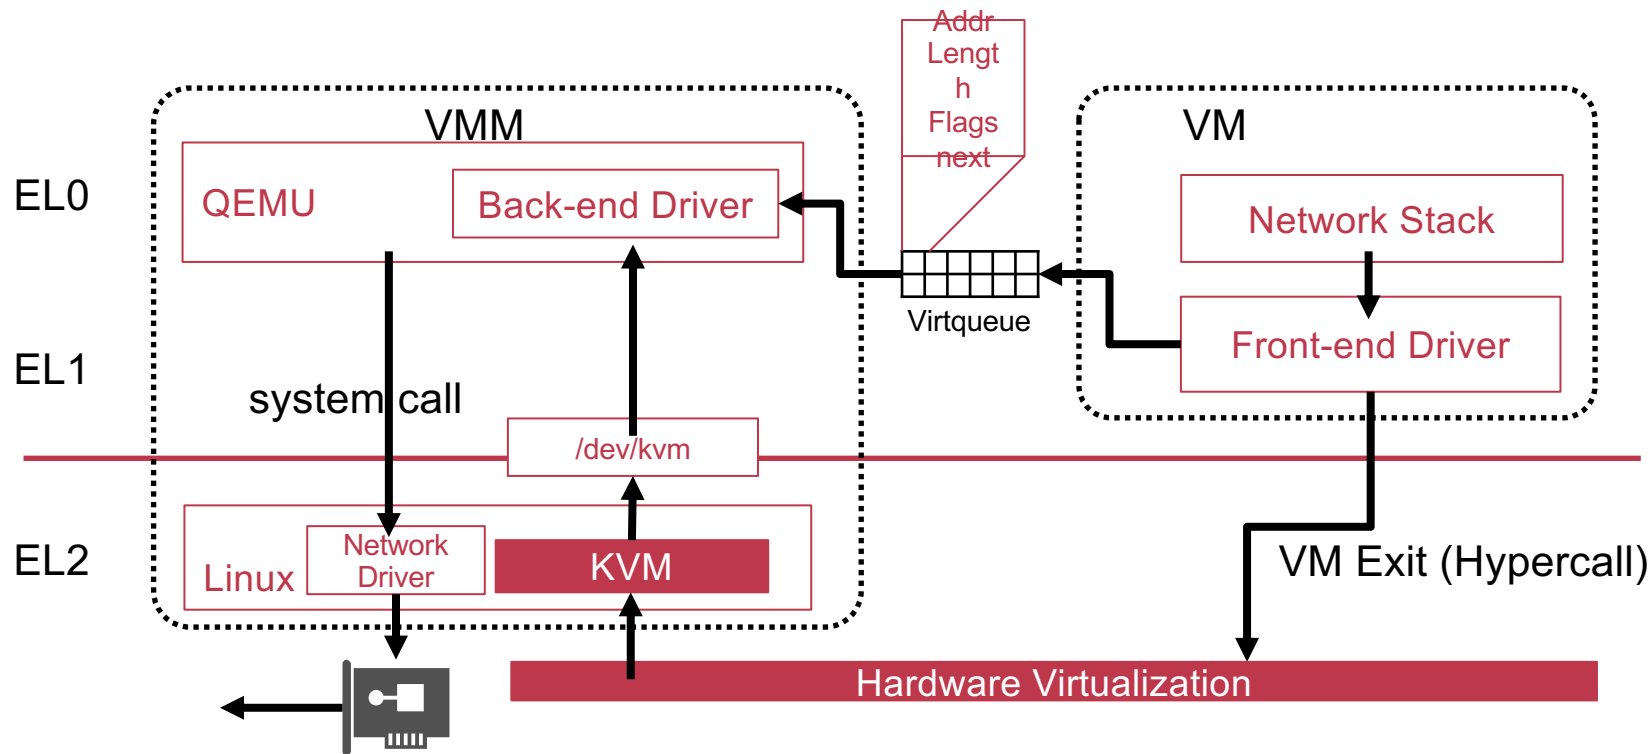 Addr
Lengt
h
Flags
next
VMM
VM
EL0
QEMU
Back-end Driver
Network Stack
Virtqueue
Front-end Driver
EL1
system call
/dev/kvm
EL2
Linux
Network
Driver
KVM
VM Exit (Hypercall)
Hardware Virtualization